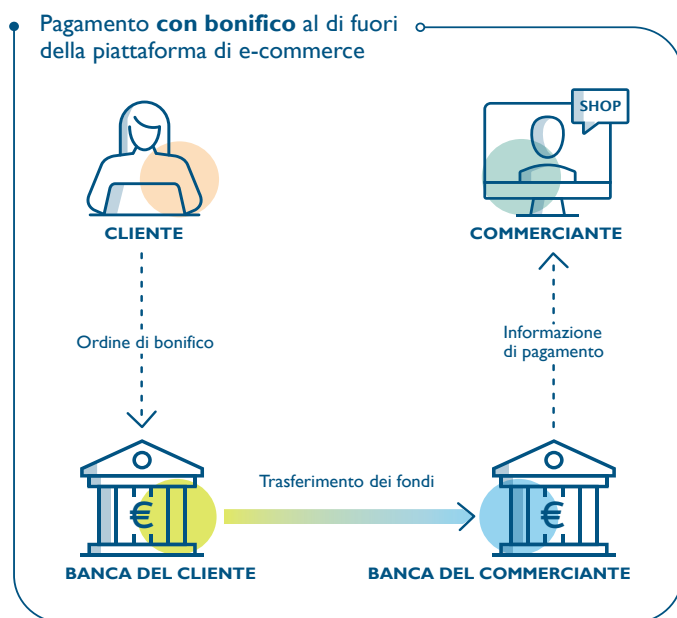 Pagamento con bonifico al di fuori
della piattaforma di e-commerce
SHOP
CLIENTE
COMMERCIANTE
Ordine di bonifico
Informazione
di pagamento
Trasferimento dei fondi
€
€
BANCA DEL CLIENTE
BANCA DEL COMMERCIANTE